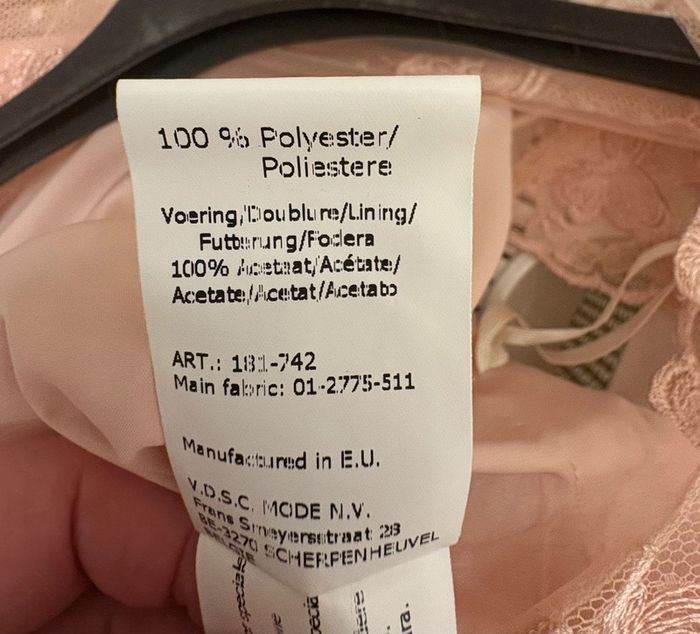 100 % Polyester/
Poliestere
Voering/Doublure/Lining/
Futterung/Fodera
100% Acetaat/Acétate/
Acetate/Acetat/Acetato
ART.: 181-742
Main fabric: 01-2775-511
Manufactured in E.U.
V.D.S.C. MODE N.V.
Frans Smeyersstraat 28
BE-3270 SCHERPENHEUVEL
BELGIE